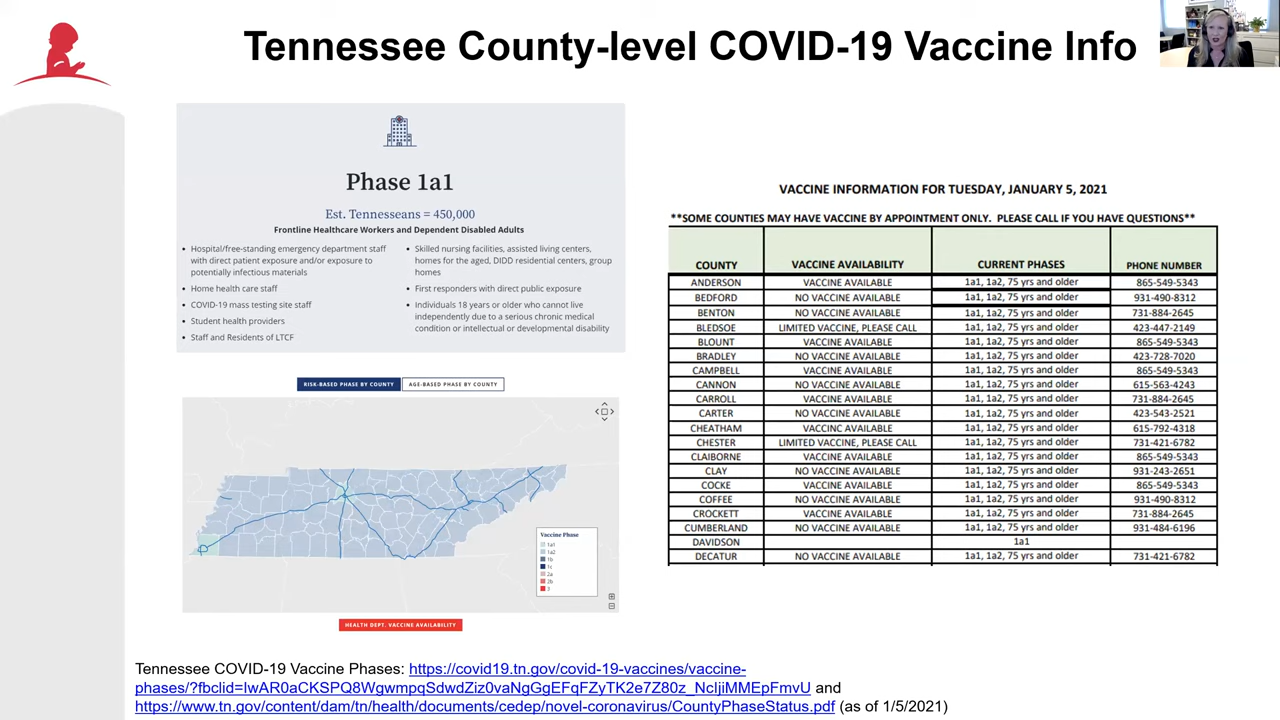 Tennessee County-level COVID-19 Vaccine Info
Phase 1a1
Est. Tennesseans = 450,000
Frontline Healthcare Workers and Dependent Disabled Adults
• Hospital/free-standing emergency department staff
with direct patient exposure and/or exposure to
potentially infectious materials
• Home health care staff
• COVID-19 mass testing site staff
• Student health providers
• Staff and Residents of LTCF
• Skilled nursing facilities, assisted living centers,
homes for the aged, DIDD residential centers, group
homes
• First responders with direct public exposure
• Individuals 18 years or older who cannot live
independently due to a serious chronic medical
condition or intellectual or developmental disability
RISK-BASED PHASE BY COUNTY AGE-BASED PHASE BY COUNTY
Vaccine Phase
1a1
1a2
1b
1c
2a
2b
3
HEALTH DEPT. VACCINE AVAILABILITY
VACCINE INFORMATION FOR TUESDAY, JANUARY 5, 2021
**SOME COUNTIES MAY HAVE VACCINE BY APPOINTMENT ONLY. PLEASE CALL IF YOU HAVE QUESTIONS**
COUNTY VACCINE AVAILABILITY CURRENT PHASES PHONE NUMBER
ANDERSON VACCINE AVAILABLE 1a1, 1a2, 75 yrs and older 865-549-5343
BEDFORD NO VACCINE AVAILABLE 1a1, 1a2, 75 yrs and older 931-490-8312
BENTON NO VACCINE AVAILABLE 1a1, 1a2, 75 yrs and older 731-884-2645
BLEDSOE LIMITED VACCINE, PLEASE CALL 1a1, 1a2, 75 yrs and older 423-447-2149
BLOUNT VACCINE AVAILABLE 1a1, 1a2, 75 yrs and older 865-549-5343
BRADLEY NO VACCINE AVAILABLE 1a1, 1a2, 75 yrs and older 423-728-7020
CAMPBELL VACCINE AVAILABLE 1a1, 1a2, 75 yrs and older 865-549-5343
CANNON NO VACCINE AVAILABLE 1a1, 1a2, 75 yrs and older 615-563-4243
CARROLL VACCINE AVAILABLE 1a1, 1a2, 75 yrs and older 731-884-2645
CARTER NO VACCINE AVAILABLE 1a1, 1a2, 75 yrs and older 423-543-2521
CHEATHAM VACCINC AVAILABLE 1a1, 1a2, 75 yrs and older 615-792-4318
CHESTER LIMITED VACCINE, PLEASE CALL 1a1, 1a2, 75 yrs and older 731-421-6782
CLAIBORNE VACCINE AVAILABLE 1a1, 1a2, 75 yrs and older 865-549-5343
CLAY NO VACCINE AVAILABLE 1a1, 1a2, 75 yrs and older 931-243-2651
COCKE VACCINE AVAILABLE 1a1, 1a2, 75 yrs and older 865-549-5343
COFFEE NO VACCINE AVAILABLE 1a1, 1a2, 75 yrs and older 931-490-8312
CROCKETT VACCINE AVAILABLE 1a1, 1a2, 75 yrs and older 731-884-2645
CUMBERLAND NO VACCINE AVAILABLE 1a1, 1a2, 75 yrs and older 931-484-6196
DAVIDSON 1a1
DECATUR NO VACCINE AVAILABLE 1a1, 1a2, 75 yrs and older 731-421-6782
Tennessee COVID-19 Vaccine Phases: https://covid19.tn.gov/covid-19-vaccines/vaccine-
phases/?fbclid=IwAR0aCKSPQ8WgwmpqSdwdZiz0vaNgGgEFqFZyTK2e7Z80z_NcIjiMMEpFmvU and
https://www.tn.gov/content/dam/tn/health/documents/cedep/novel-coronavirus/CountyPhaseStatus.pdf (as of 1/5/2021)